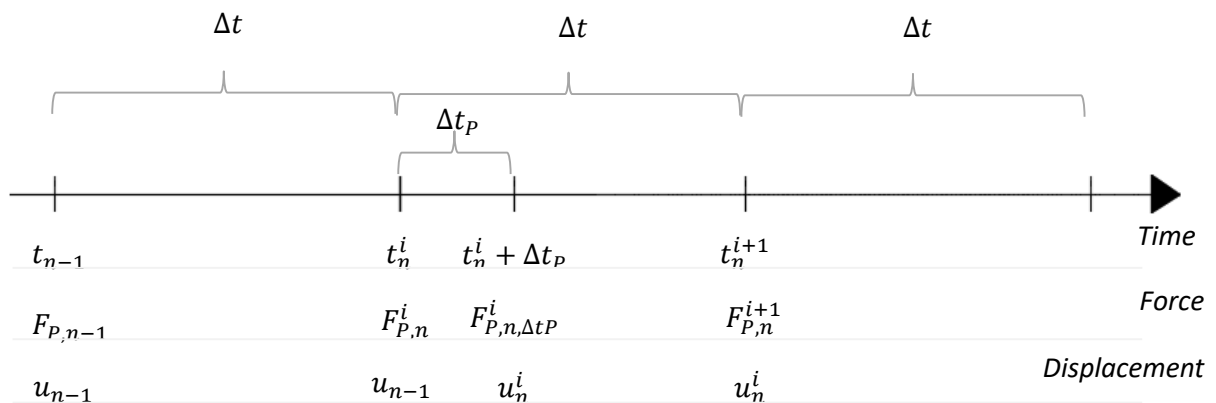 Δt Δt Δt
Δt_P
t_{n−1} t_n^i t_n^i + Δt_P t_n^{i+1} Time
F_{P,n−1} F_{P,n}^i F_{P,n,ΔtP}^i F_{P,n}^{i+1} Force
u_{n−1} u_{n−1} u_n^i u_n^i Displacement